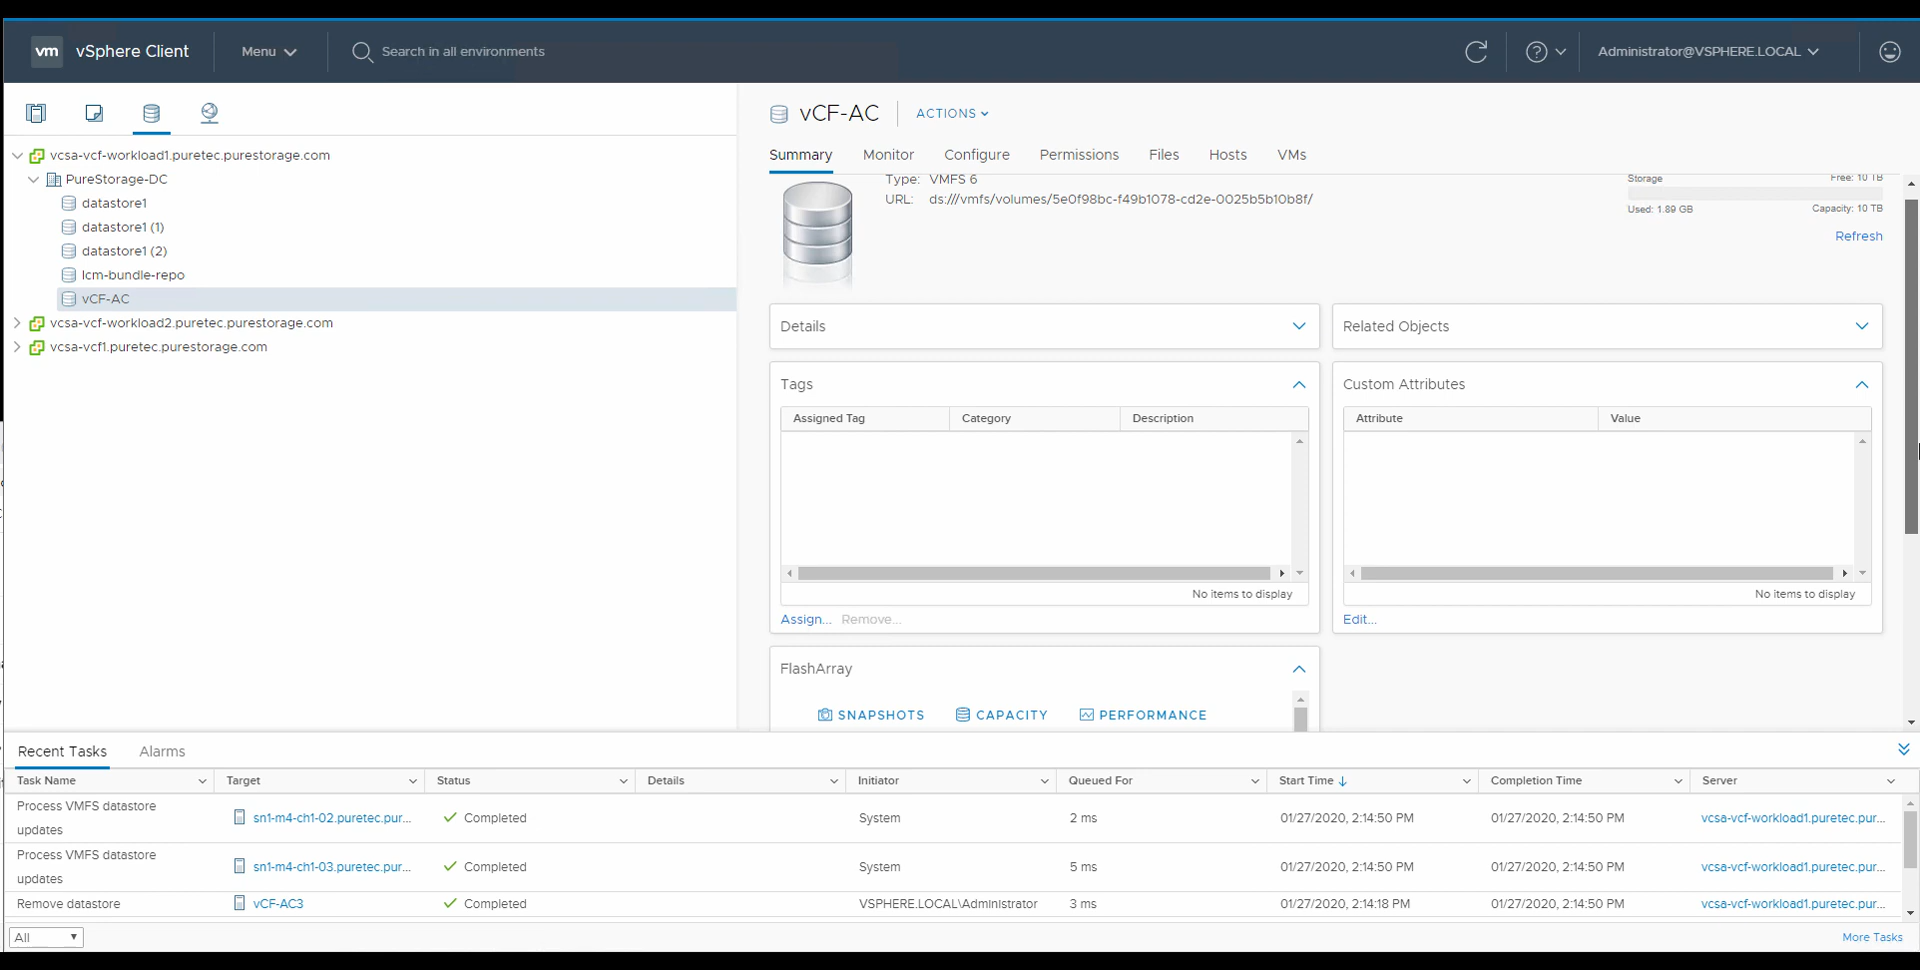 vm vSphere Client Menu Search in all environments Administrator@VSPHERE.LOCAL
vCF-AC ACTIONS
Summary Monitor Configure Permissions Files Hosts VMs
vcsa-vcf-workload1.puretec.purestorage.com
PureStorage-DC
datastore1
datastore1 (1)
datastore1 (2)
lcm-bundle-repo
vCF-AC
vcsa-vcf-workload2.puretec.purestorage.com
vcsa-vcf1.puretec.purestorage.com
Type: VMFS 6
URL: ds:///vmfs/volumes/5e0f98bc-f49b1078-cd2e-0025b5b10b8f/
Storage Free: 10 TB
Used: 1.89 GB Capacity: 10 TB
Refresh
Details
Related Objects
Tags
Assigned Tag Category Description
No items to display
Assign... Remove...
Custom Attributes
Attribute Value
No items to display
Edit...
FlashArray
SNAPSHOTS CAPACITY PERFORMANCE
Recent Tasks Alarms
Task Name Target Status Details Initiator Queued For Start Time Completion Time Server
Process VMFS datastore
updates
sn1-m4-ch1-02.puretec.pur... Completed System 2 ms 01/27/2020, 2:14:50 PM 01/27/2020, 2:14:50 PM vcsa-vcf-workload1.puretec.pur...
Process VMFS datastore
updates
sn1-m4-ch1-03.puretec.pur... Completed System 5 ms 01/27/2020, 2:14:50 PM 01/27/2020, 2:14:50 PM vcsa-vcf-workload1.puretec.pur...
Remove datastore vCF-AC3 Completed VSPHERE.LOCAL\Administrator 3 ms 01/27/2020, 2:14:18 PM 01/27/2020, 2:14:50 PM vcsa-vcf-workload1.puretec.pur...
All More Tasks